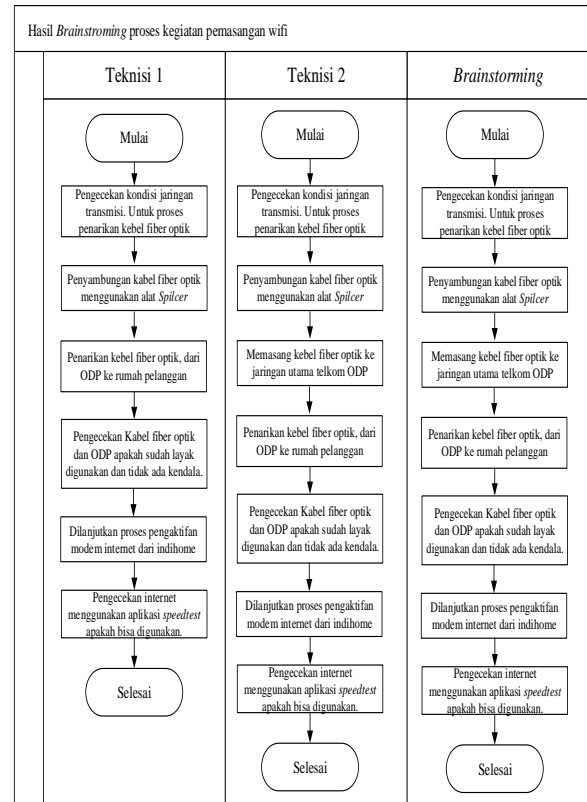 Hasil Brainstroming proses kegiatan pemasangan wifi
Teknisi 1
Mulai
Pengecekan kondisi jaringan
transmisi. Untuk proses
penarikan kebel fiber optik
Penyambungan kabel fiber optik
menggunakan alat Spilcer
Penarikan kebel fiber optik, dari
ODP ke rumah pelanggan
Pengecekan Kabel fiber optik
dan ODP apakah sudah layak
digunakan dan tidak ada kendala.
Dilanjutkan proses pengaktifan
modem internet dari indihome
Pengecekan internet
menggunakan aplikasi speedtest
apakah bisa digunakan.
Selesai
Teknisi 2
Mulai
Pengecekan kondisi jaringan
transmisi. Untuk proses
penarikan kebel fiber optik
Penyambungan kabel fiber optik
menggunakan alat Spilcer
Memasang kebel fiber optik ke
jaringan utama telkom ODP
Penarikan kebel fiber optik, dari
ODP ke rumah pelanggan
Pengecekan Kabel fiber optik
dan ODP apakah sudah layak
digunakan dan tidak ada kendala.
Dilanjutkan proses pengaktifan
modem internet dari indihome
Pengecekan internet
menggunakan aplikasi speedtest
apakah bisa digunakan.
Selesai
Brainstorming
Mulai
Pengecekan kondisi jaringan
transmisi. Untuk proses
penarikan kebel fiber optik
Penyambungan kabel fiber optik
menggunakan alat Spilcer
Memasang kebel fiber optik ke
jaringan utama telkom ODP
Penarikan kebel fiber optik, dari
ODP ke rumah pelanggan
Pengecekan Kabel fiber optik
dan ODP apakah sudah layak
digunakan dan tidak ada kendala.
Dilanjutkan proses pengaktifan
modem internet dari indihome
Pengecekan internet
menggunakan aplikasi speedtest
apakah bisa digunakan.
Selesai